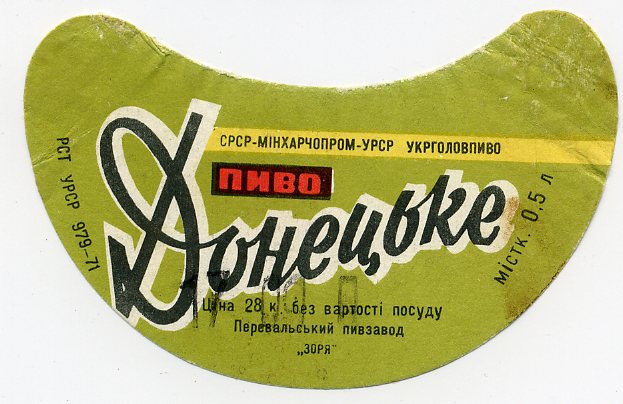 СРСР-МІНХАРЧОПРОМ-УРСР УКРГОЛОВПИВО
ПИВО
Донецьке
РСТ УРСР 976-71
МІСТК. 0,5 л
Ціна 28 к. без вартості посуду
Перевальський пивзавод
„ЗОРЯ"